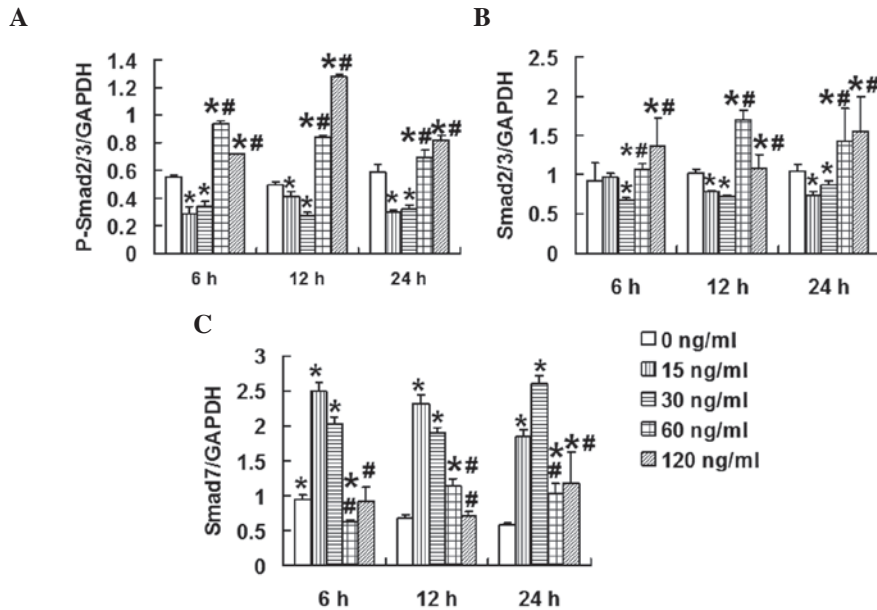 A
P-Smad2/3/GAPDH
1.4
1.2
1
0.8
0.6
0.4
0.2
0
* * *# *#
* * *# *#
* * *# *#
6 h 12 h 24 h
B
Smad2/3/GAPDH
2.5
2
1.5
1
0.5
0
* *# *#
* * *# *#
* * *# *#
6 h 12 h 24 h
C
Smad7/GAPDH
3
2.5
2
1.5
1
0.5
0
* * * *# #
* * *# #
* * *# *#
6 h 12 h 24 h
0 ng/ml
15 ng/ml
30 ng/ml
60 ng/ml
120 ng/ml